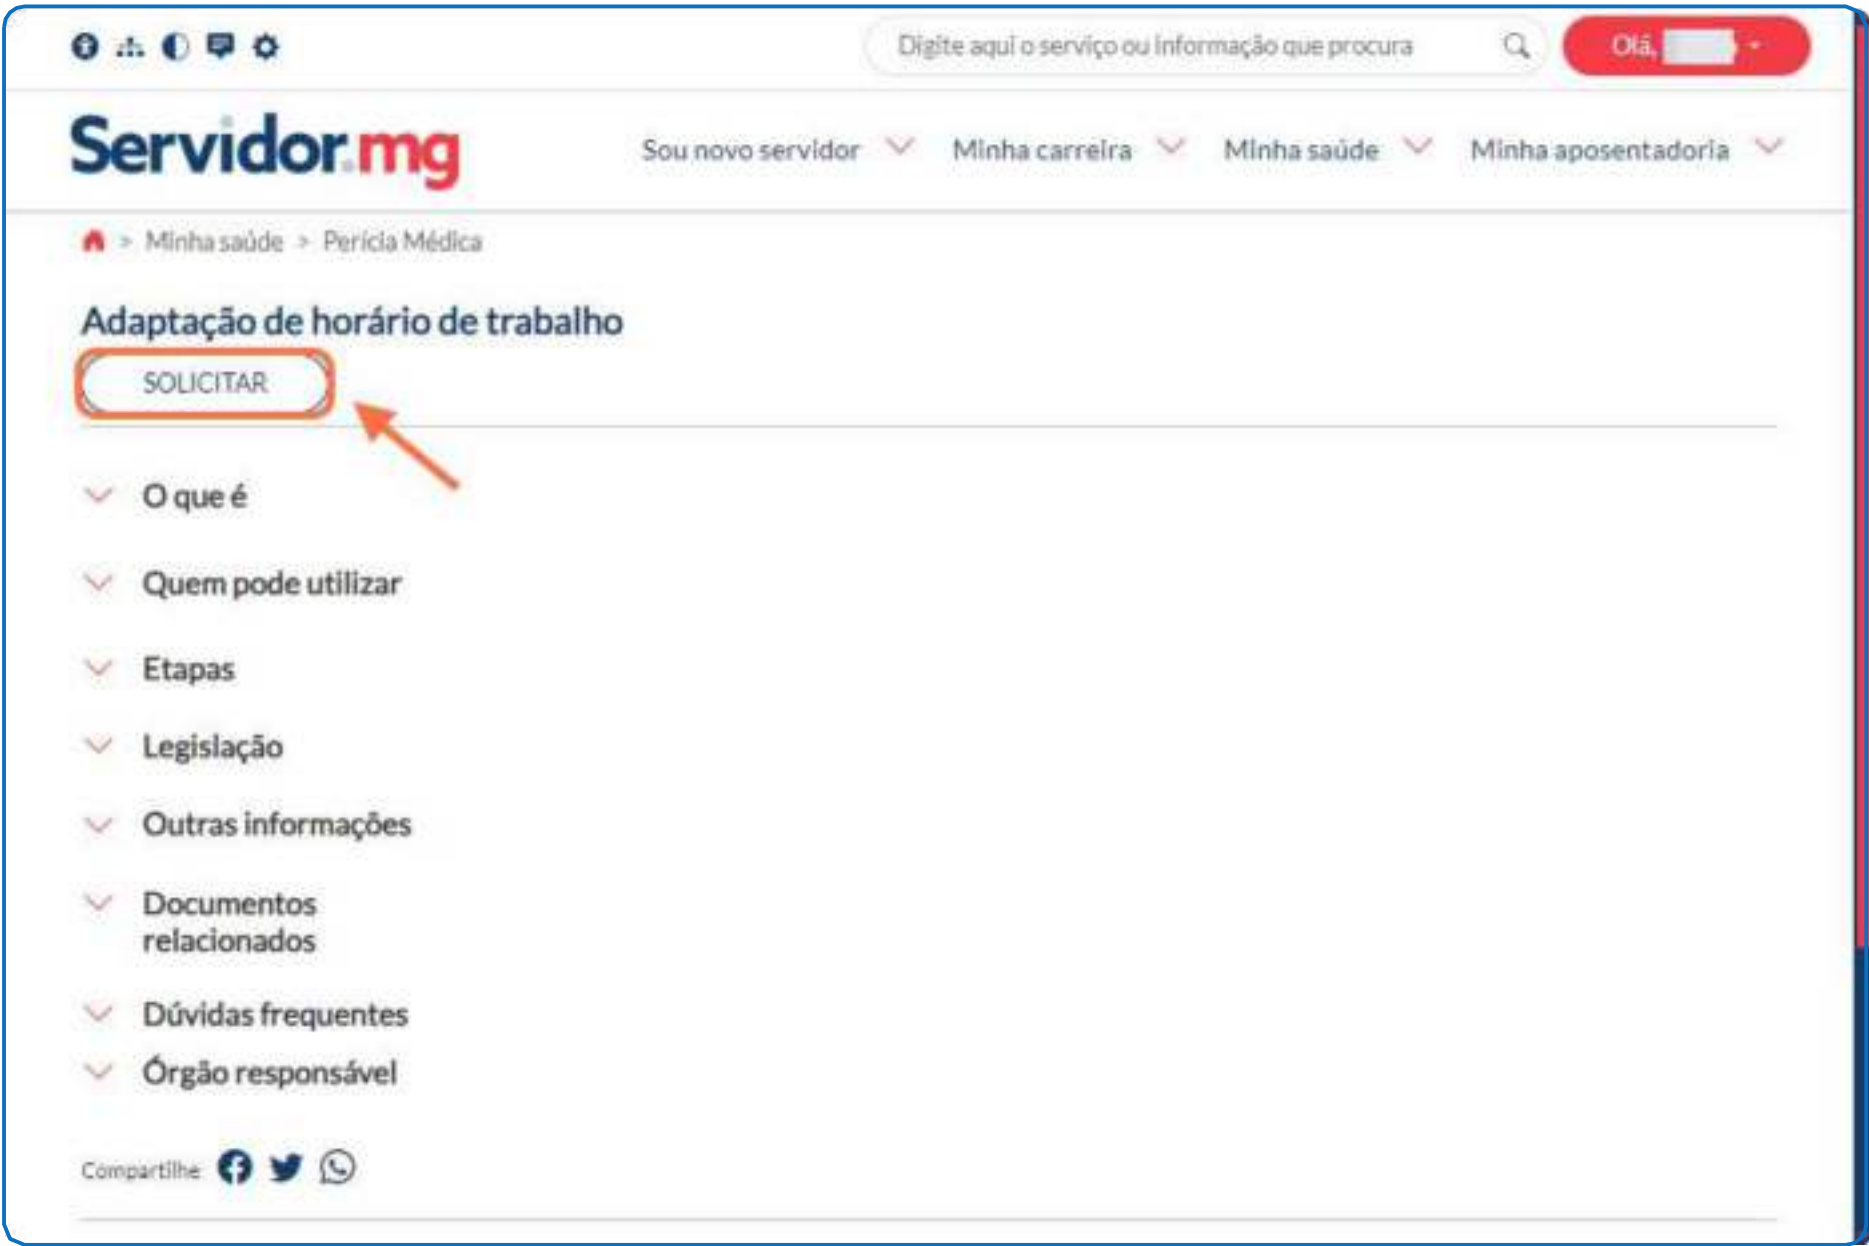 Digite aqui o serviço ou informação que procura
Olá,
Servidor.mg
Sou novo servidor
Minha carreira
Minha saúde
Minha aposentadoria
> Minha saúde > Perícia Médica
Adaptação de horário de trabalho
SOLICITAR
O que é
Quem pode utilizar
Etapas
Legislação
Outras informações
Documentos
relacionados
Dúvidas frequentes
Órgão responsável
Compartilhe